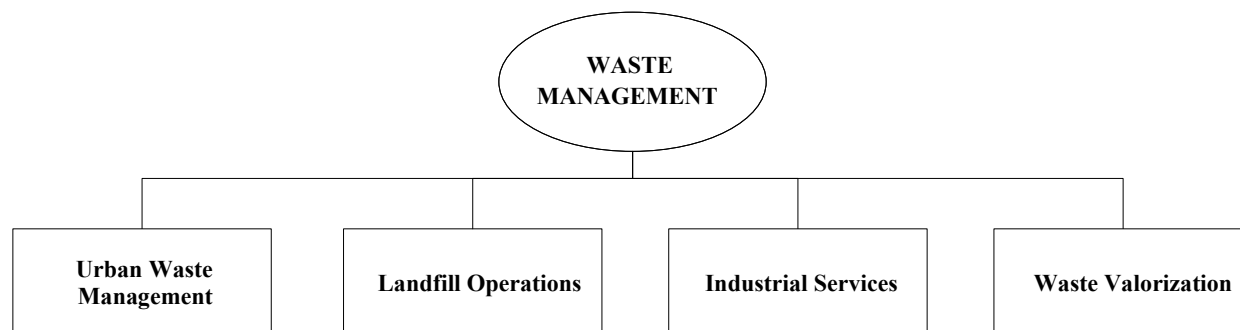 WASTE
MANAGEMENT
Urban Waste
Management
Landfill Operations
Industrial Services
Waste Valorization